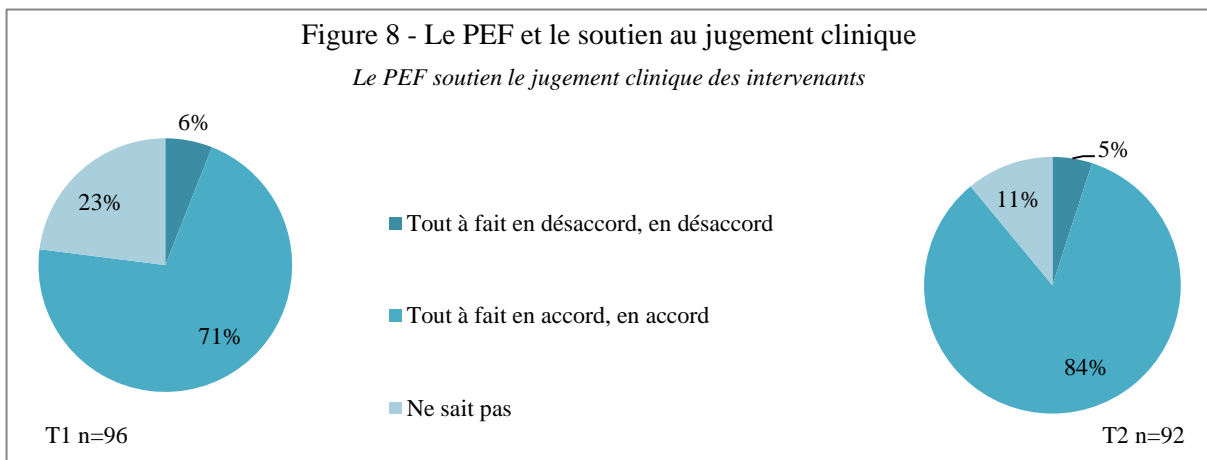 Figure 8 - Le PEF et le soutien au jugement clinique
Le PEF soutien le jugement clinique des intervenants
6%
23%
71%
T1 n=96
Tout à fait en désaccord, en désaccord
Tout à fait en accord, en accord
Ne sait pas
5%
11%
84%
T2 n=92